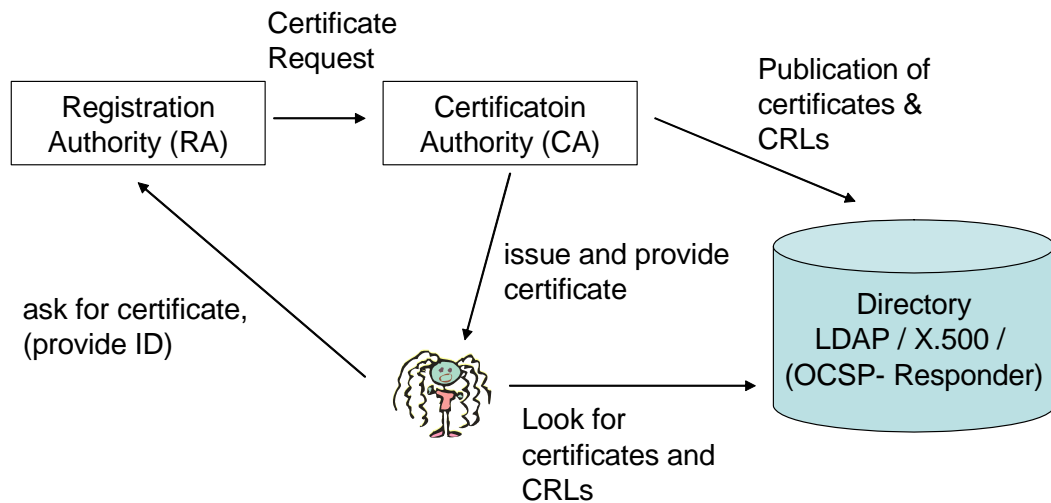 Certificate
Request
Registration
Authority (RA)
Certificatoin
Authority (CA)
Publication of
certificates &
CRLs
issue and provide
certificate
ask for certificate,
(provide ID)
Directory
LDAP / X.500 /
(OCSP- Responder)
Look for
certificates and
CRLs